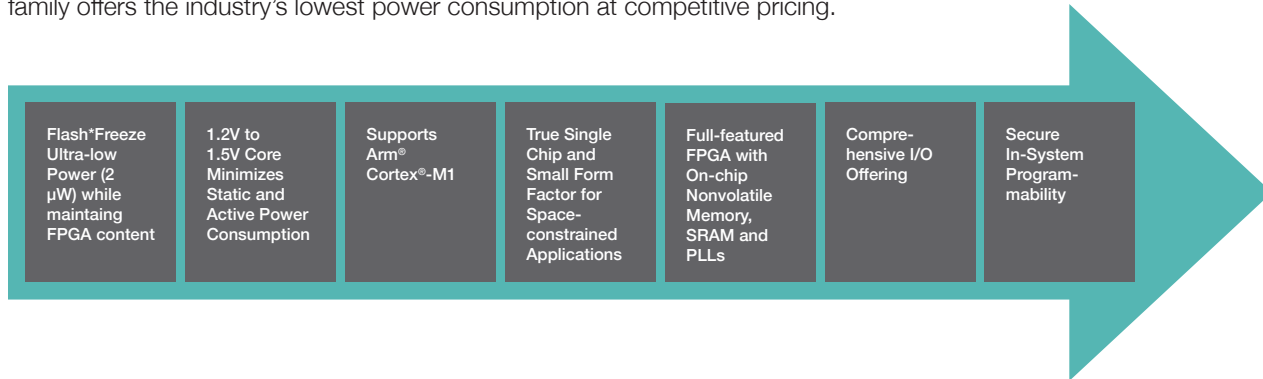 family offers the industry's lowest power consumption at competitive pricing.
Flash*Freeze
Ultra-low
Power (2
µW) while
maintaing
FPGA content
1.2V to
1.5V Core
Minimizes
Static and
Active Power
Consumption
Supports
Arm®
Cortex®-M1
True Single
Chip and
Small Form
Factor for
Space-
constrained
Applications
Full-featured
FPGA with
On-chip
Nonvolatile
Memory,
SRAM and
PLLs
Compre-
hensive I/O
Offering
Secure
In-System
Program-
mability